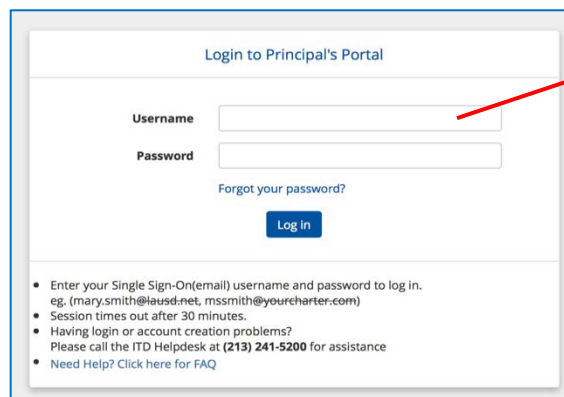 Login to Principal's Portal
Username
Password
Forgot your password?
Log in
Enter your Single Sign-On(email) username and password to log in.
eg. (mary.smith@lausd.net, mssmith@yourcharter.com)
Session times out after 30 minutes.
Having login or account creation problems?
Please call the ITD Helpdesk at (213) 241-5200 for assistance
Need Help? Click here for FAQ